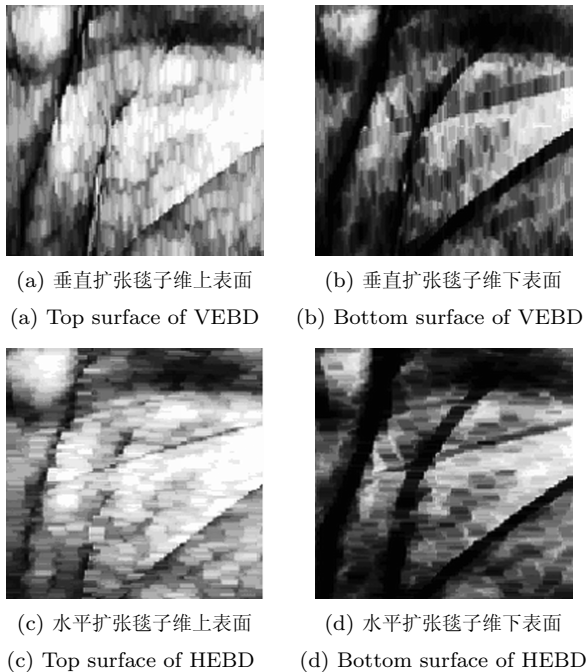 (a) 垂直扩张毯子维上表面
(b) 垂直扩张毯子维下表面
(a) Top surface of VEBD
(b) Bottom surface of VEBD
(c) 水平扩张毯子维上表面
(d) 水平扩张毯子维下表面
(c) Top surface of HEBD
(d) Bottom surface of HEBD